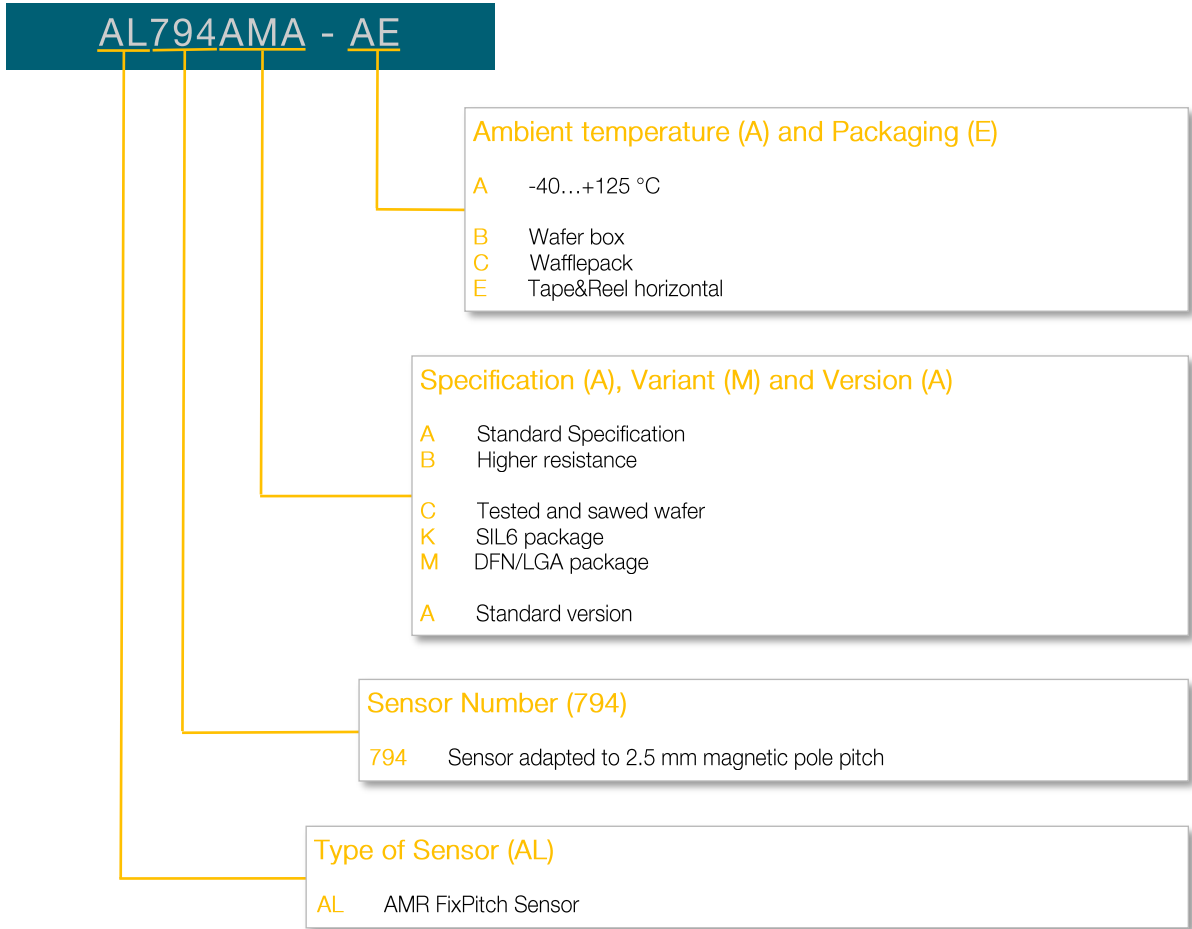 AL794AMA - AE
Ambient temperature (A) and Packaging (E)
A -40…+125 °C
B Wafer box
C Wafflepack
E Tape&Reel horizontal
Specification (A), Variant (M) and Version (A)
A Standard Specification
B Higher resistance
C Tested and sawed wafer
K SIL6 package
M DFN/LGA package
A Standard version
Sensor Number (794)
794 Sensor adapted to 2.5 mm magnetic pole pitch
Type of Sensor (AL)
AL AMR FixPitch Sensor